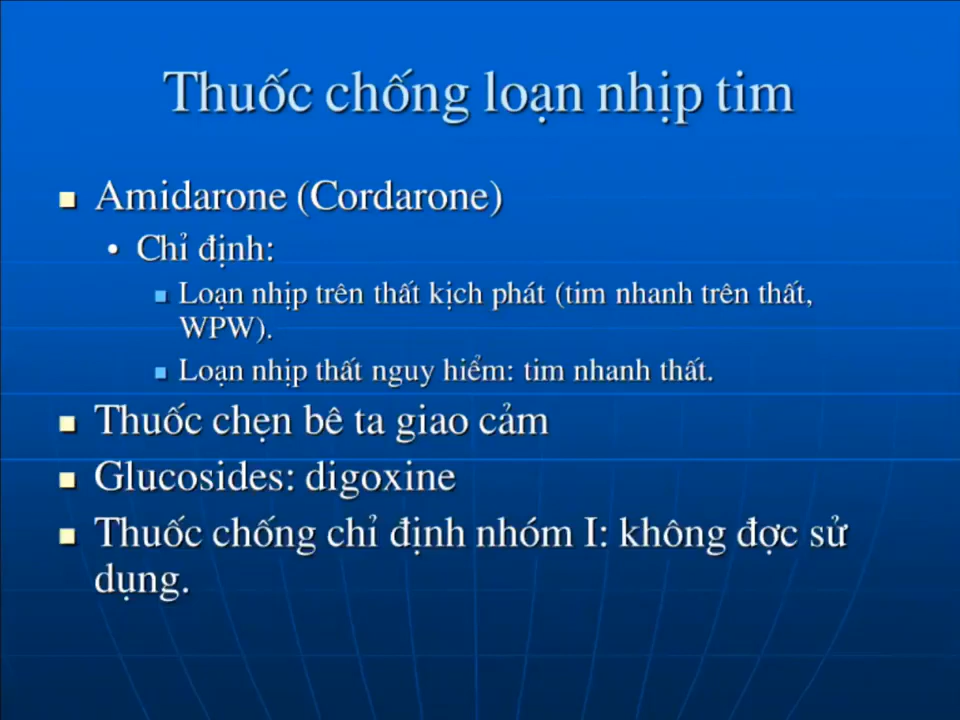 Thuốc chống loạn nhịp tim
Amidarone (Cordarone)
Chỉ định:
Loạn nhịp trên thất kịch phát (tim nhanh trên thất,
WPW).
Loạn nhịp thất nguy hiểm: tim nhanh thất.
Thuốc chẹn bê ta giao cảm
Glucosides: digoxine
Thuốc chống chỉ định nhóm I: không đợc sử
dụng.